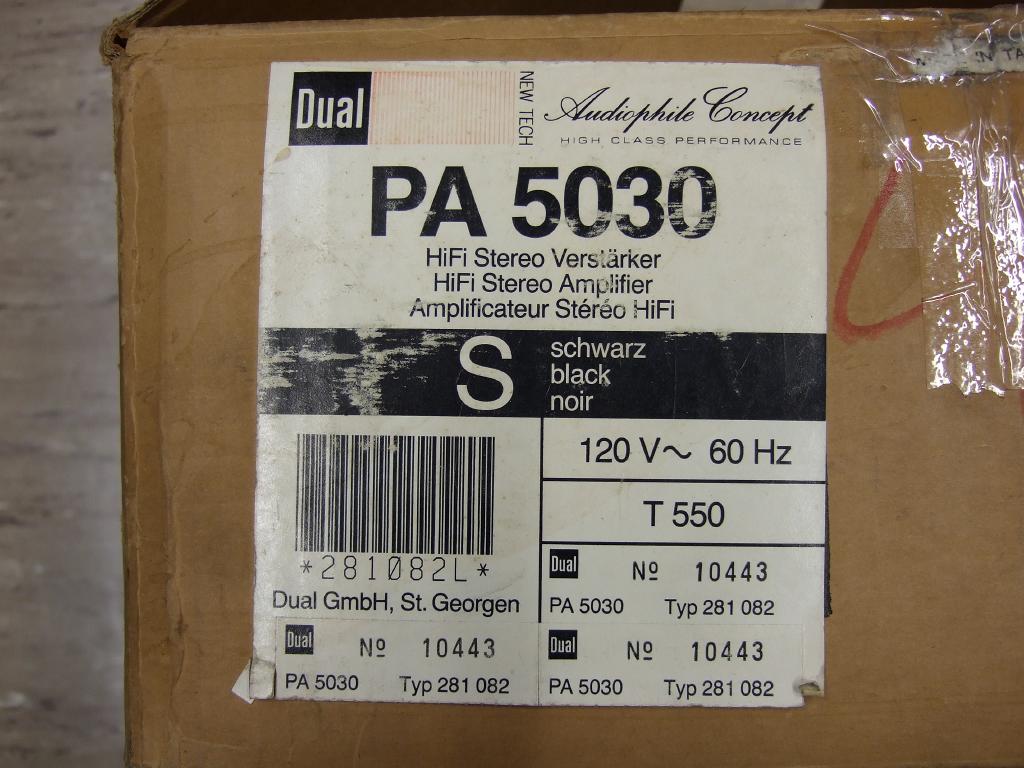 Dual
NEW TECH
Audiophile Concept
HIGH CLASS PERFORMANCE
PA 5030
HiFi Stereo Verstärker
HiFi Stereo Amplifier
Amplificateur Stéréo HiFi
S
schwarz
black
noir
120 V~ 60 Hz
T 550
*281082L*
Dual GmbH, St. Georgen
Dual Nº 10443
PA 5030 Typ 281 082
Dual Nº 10443
PA 5030 Typ 281 082
Dual Nº 10443
PA 5030 Typ 281 082